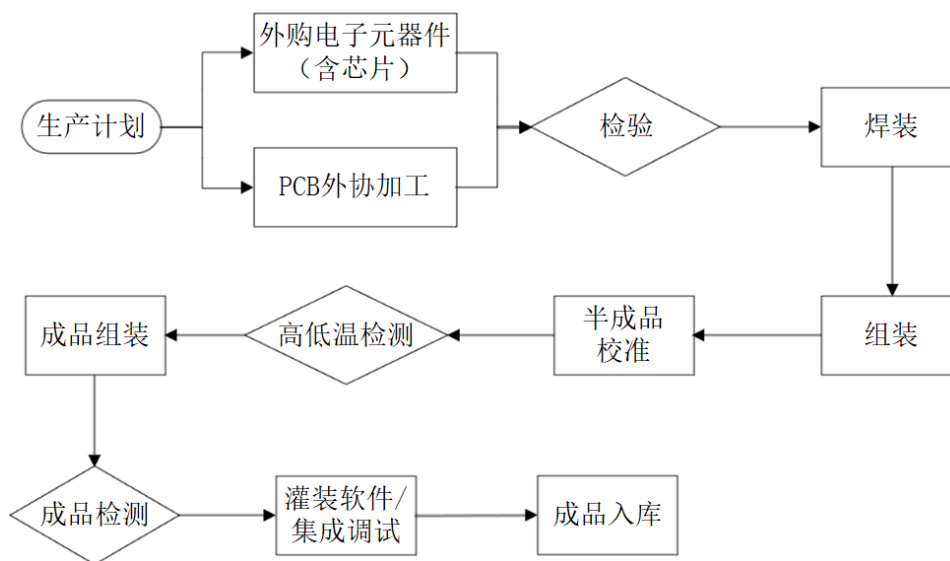 外购电子元器件
（含芯片）
生产计划
检验
焊装
PCB外协加工
成品组装
高低温检测
半成品
校准
组装
成品检测
灌装软件/
集成调试
成品入库